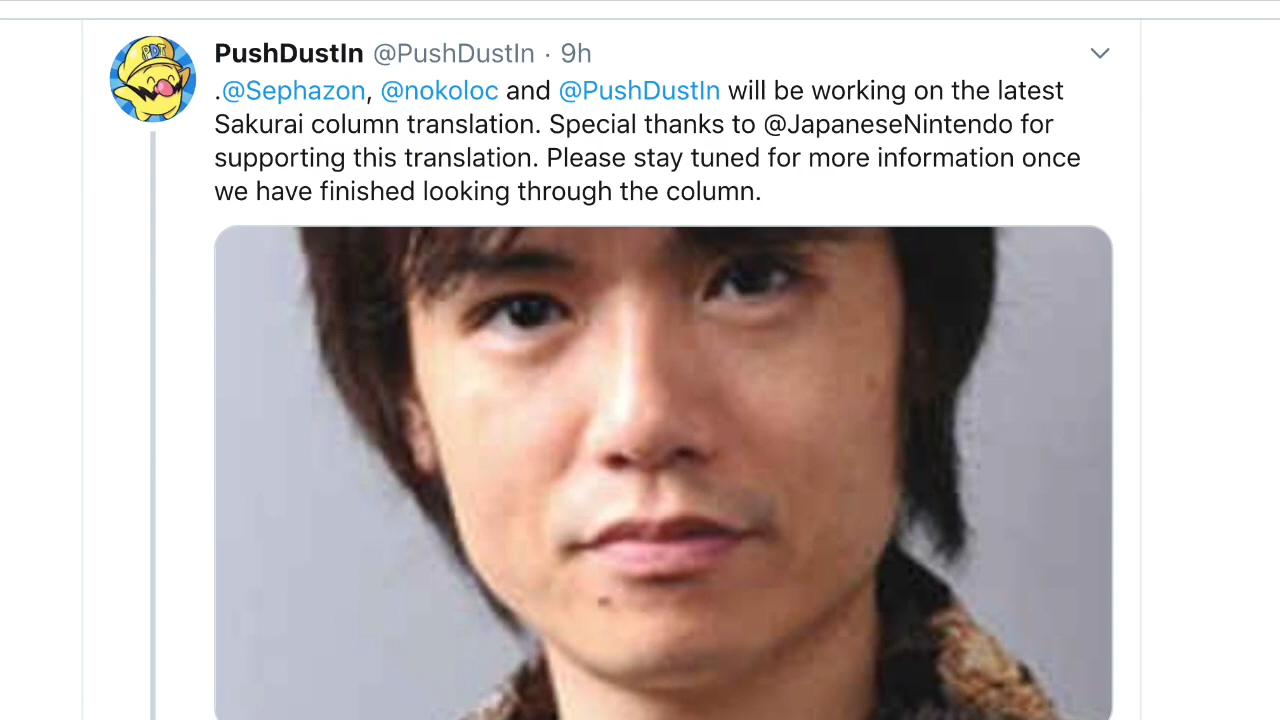 PushDustIn @PushDustIn · 9h
.@Sephazon, @nokoloc and @PushDustIn will be working on the latest
Sakurai column translation. Special thanks to @JapaneseNintendo for
supporting this translation. Please stay tuned for more information once
we have finished looking through the column.
PDT